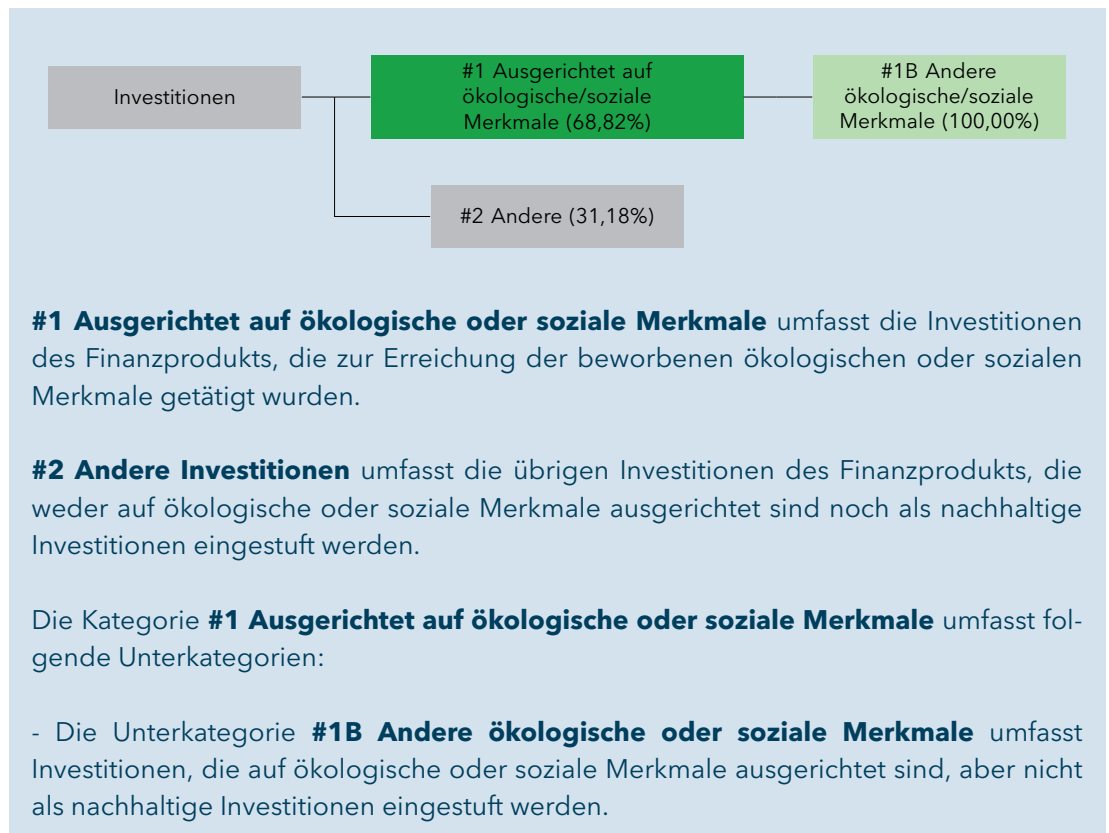 Investitionen
#1 Ausgerichtet auf
ökologische/soziale
Merkmale (68,82%)
#1B Andere
ökologische/soziale
Merkmale (100,00%)
#2 Andere (31,18%)
#1 Ausgerichtet auf ökologische oder soziale Merkmale umfasst die Investitionen
des Finanzprodukts, die zur Erreichung der beworbenen ökologischen oder sozialen
Merkmale getätigt wurden.
#2 Andere Investitionen umfasst die übrigen Investitionen des Finanzprodukts, die
weder auf ökologische oder soziale Merkmale ausgerichtet sind noch als nachhaltige
Investitionen eingestuft werden.
Die Kategorie #1 Ausgerichtet auf ökologische oder soziale Merkmale umfasst fol-
gende Unterkategorien:
- Die Unterkategorie #1B Andere ökologische oder soziale Merkmale umfasst
Investitionen, die auf ökologische oder soziale Merkmale ausgerichtet sind, aber nicht
als nachhaltige Investitionen eingestuft werden.